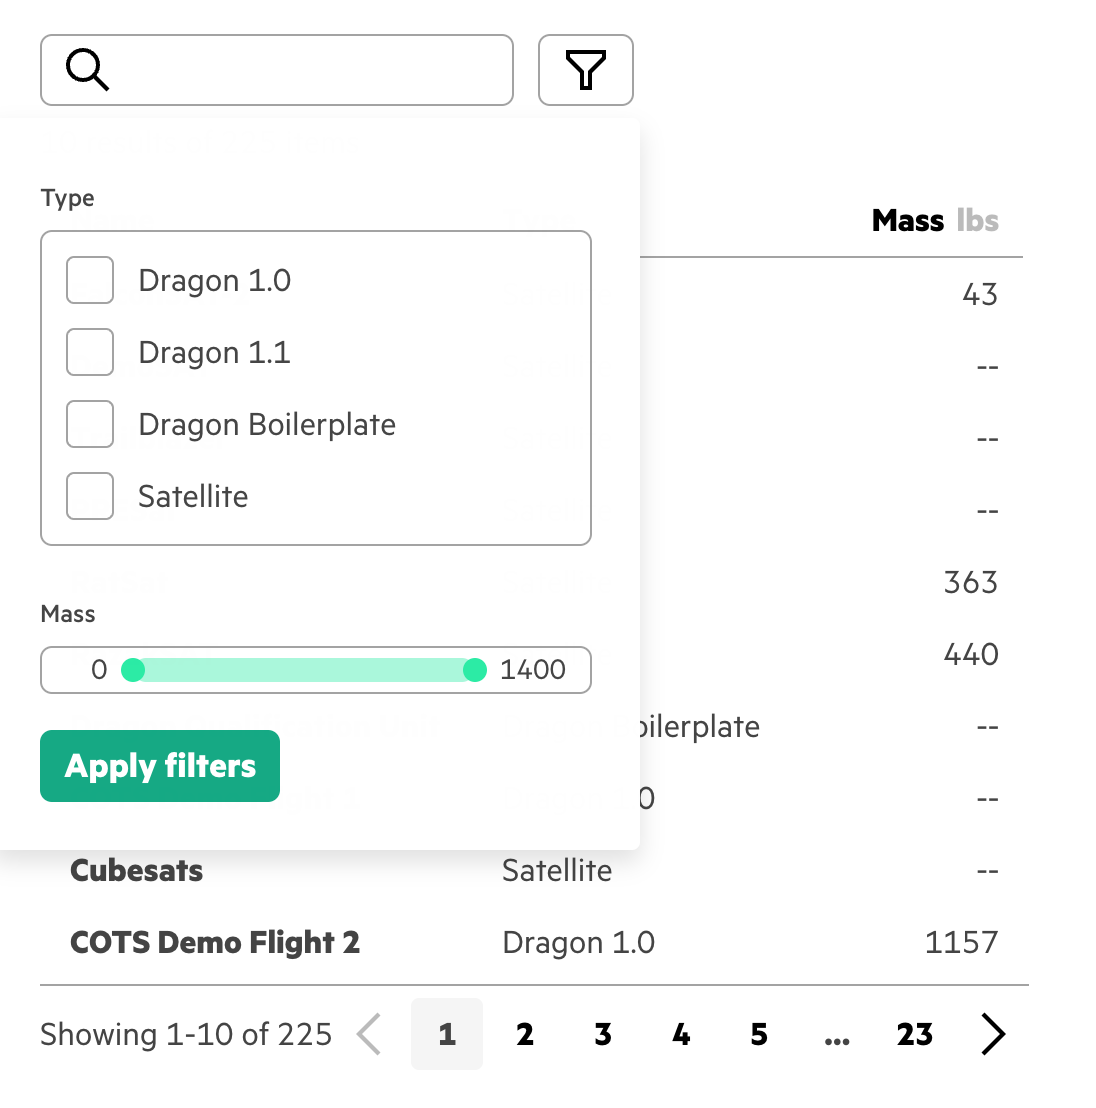 Type
Mass lbs
Dragon 1.0
43
Dragon 1.1
--
Dragon Boilerplate
--
Satellite
--
363
Mass
440
0 1400
oilerplate --
Apply filters
0 --
Cubesats Satellite --
COTS Demo Flight 2 Dragon 1.0 1157
Showing 1-10 of 225 1 2 3 4 5 ... 23